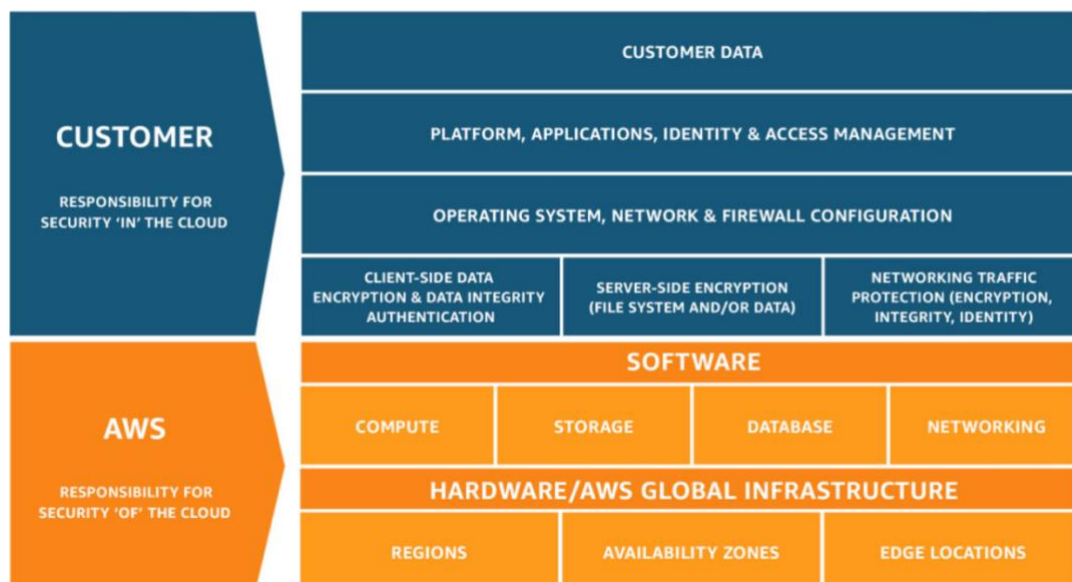 CUSTOMER
RESPONSIBILITY FOR
SECURITY ‘IN’ THE CLOUD
CUSTOMER DATA
PLATFORM, APPLICATIONS, IDENTITY & ACCESS MANAGEMENT
OPERATING SYSTEM, NETWORK & FIREWALL CONFIGURATION
CLIENT-SIDE DATA
ENCRYPTION & DATA INTEGRITY
AUTHENTICATION
SERVER-SIDE ENCRYPTION
(FILE SYSTEM AND/OR DATA)
NETWORKING TRAFFIC
PROTECTION (ENCRYPTION,
INTEGRITY, IDENTITY)
AWS
RESPONSIBILITY FOR
SECURITY ‘OF’ THE CLOUD
SOFTWARE
COMPUTE
STORAGE
DATABASE
NETWORKING
HARDWARE/AWS GLOBAL INFRASTRUCTURE
REGIONS
AVAILABILITY ZONES
EDGE LOCATIONS